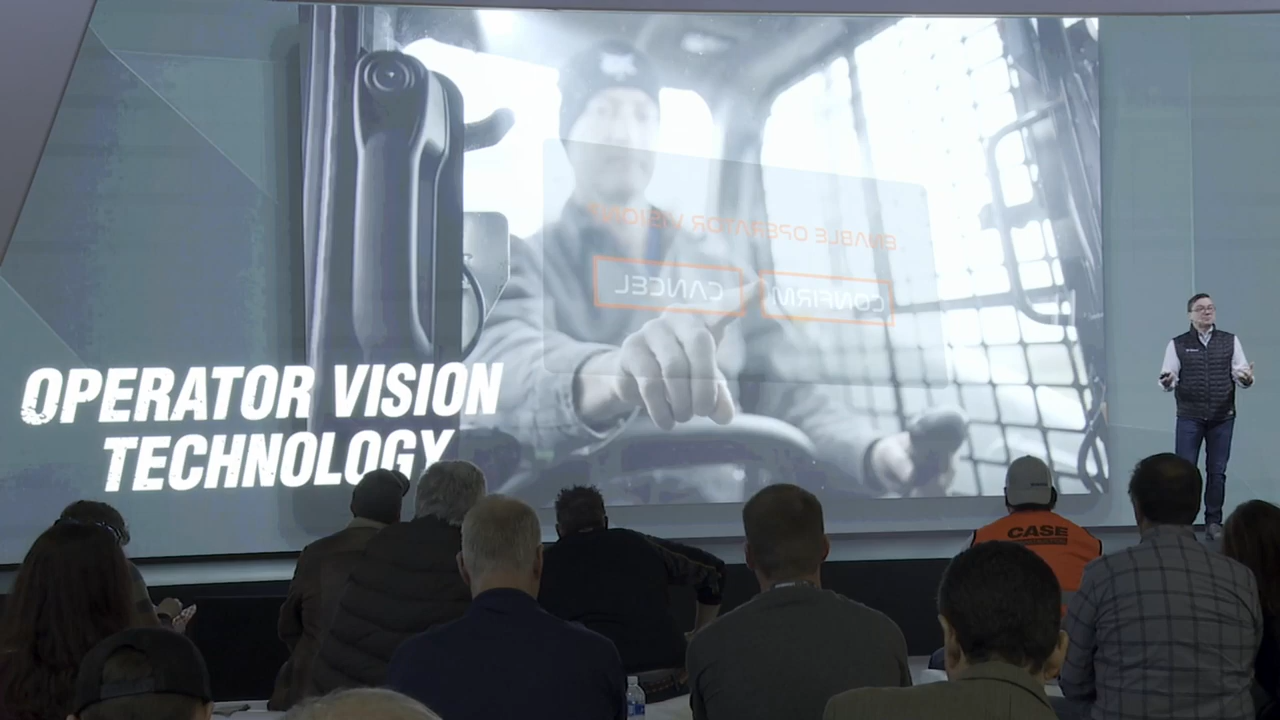 ENABLE OPERATOR VISION?
CANCEL
CONFIRM
OPERATOR VISION
TECHNOLOGY
CASE